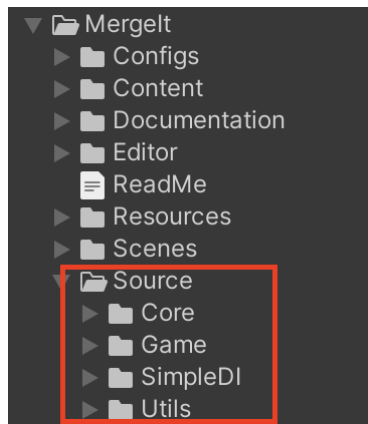 MergeIt
Configs
Content
Documentation
Editor
ReadMe
Resources
Scenes
Source
Core
Game
SimpleDI
Utils